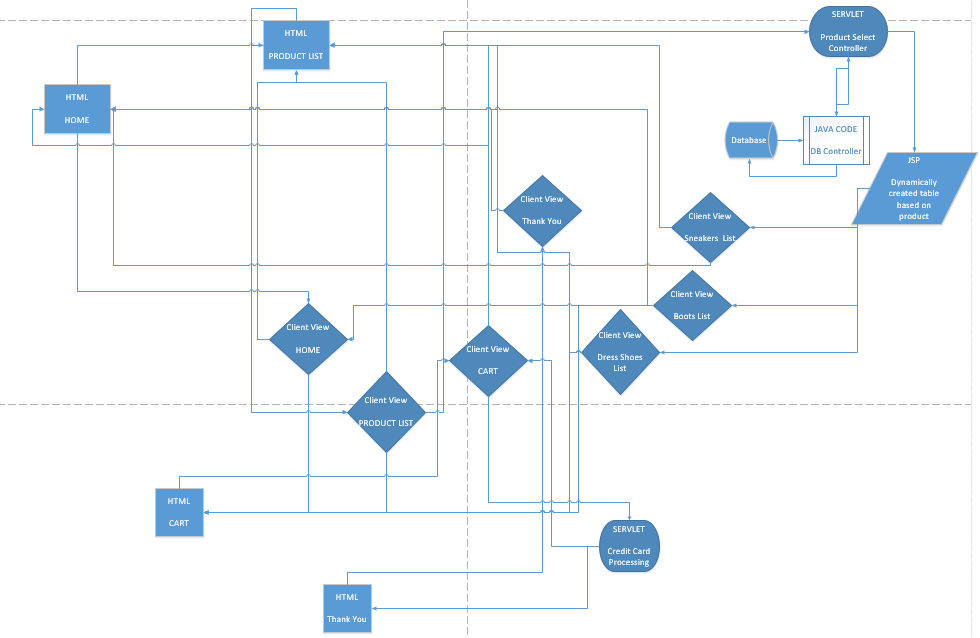 SERVLET
Product Select
Controller
HTML
PRODUCT LIST
HTML
HOME
JAVA CODE
DB Controller
Database
JSP
Dynamically
created table
based on
product
Client View
Thank You
Client View
Sneakers List
Client View
Boots List
Client View
HOME
Client View
Dress Shoes
List
Client View
CART
Client View
PRODUCT LIST
HTML
CART
SERVLET
Credit Card
Processing
HTML
Thank You